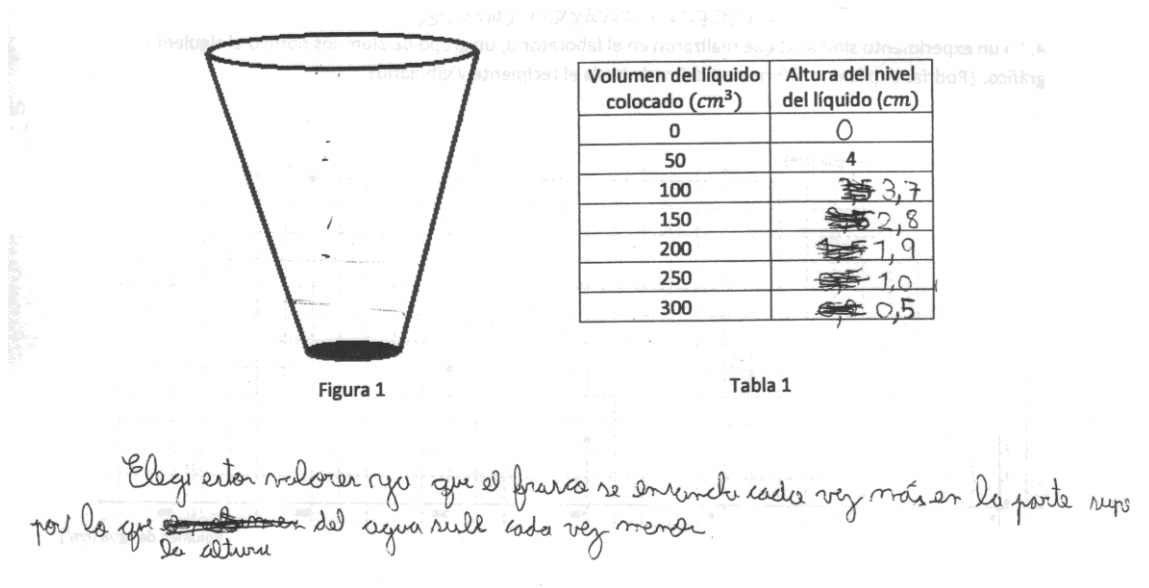 Volumen del líquido colocado (cm³) Altura del nivel del líquido (cm)
0 0
50 4
100 3,7
150 2,8
200 1,9
250 1,0
300 0,5
Figura 1
Tabla 1
Elegi estos valores ya que el frasco se ensancha cada vez más en la parte supe
por lo que del agua sube cada vez menos.
la altura